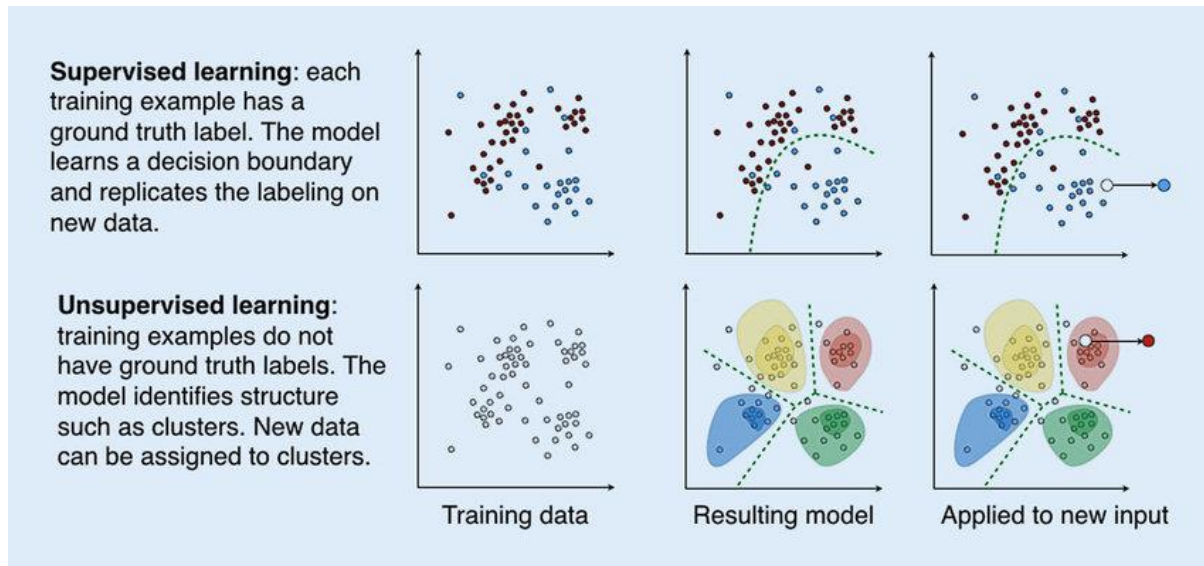 Supervised learning: each
training example has a
ground truth label. The model
learns a decision boundary
and replicates the labeling on
new data.
Unsupervised learning:
training examples do not
have ground truth labels. The
model identifies structure
such as clusters. New data
can be assigned to clusters.
Training data
Resulting model
Applied to new input